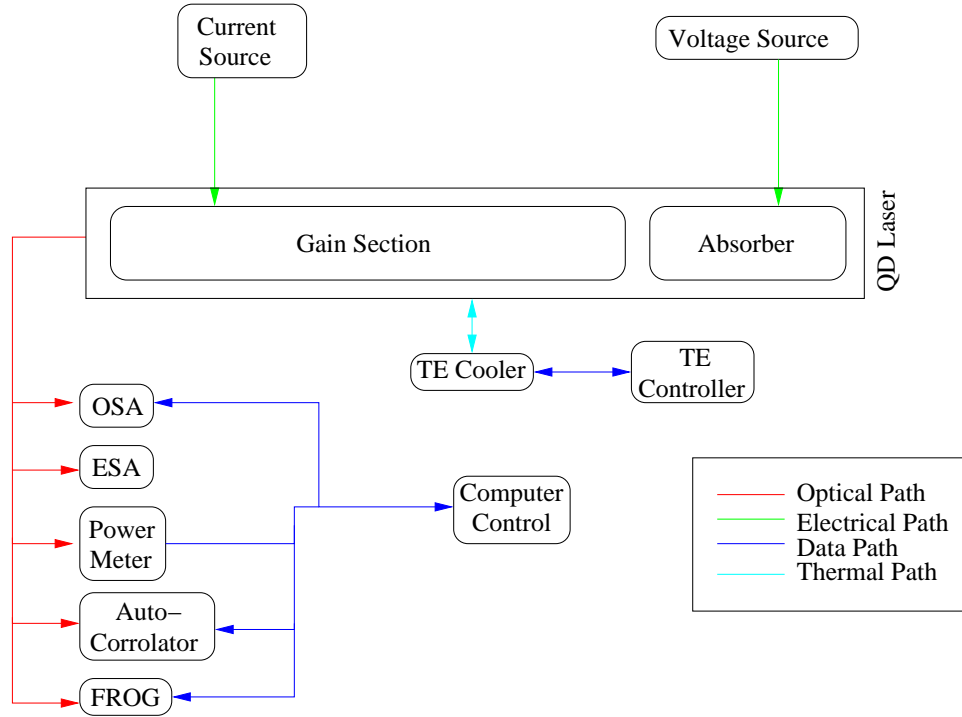 Current
Source
Voltage Source
Gain Section
Absorber
QD Laser
TE Cooler
TE
Controller
OSA
ESA
Power
Meter
Auto−
Corrolator
FROG
Computer
Control
Optical Path
Electrical Path
Data Path
Thermal Path